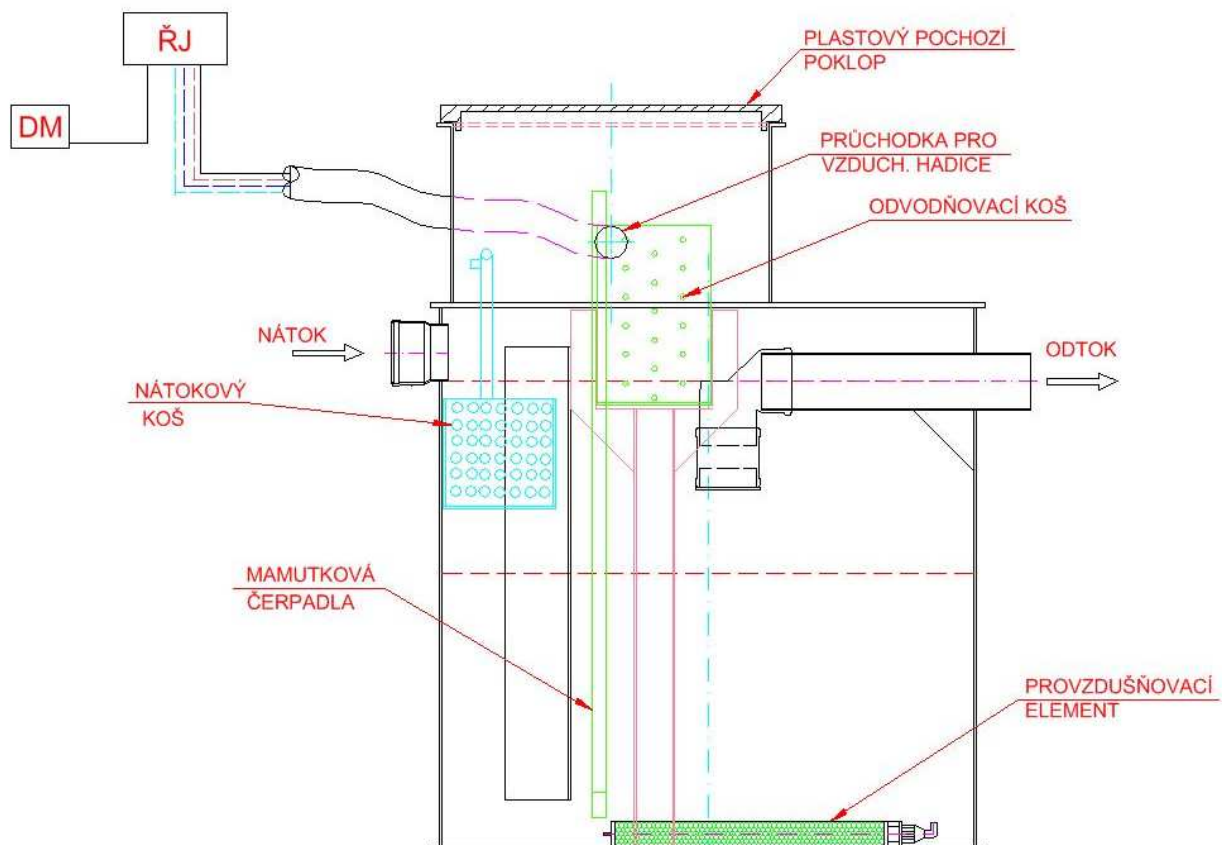 ŘJ
DM
PLASTOVÝ POCHOZÍ
POKLOP
PRŮCHODKA PRO
VZDUCH. HADICE
ODVODŇOVACÍ KOŠ
NÁTOK
ODTOK
NÁTOKOVÝ
KOŠ
MAMUTKOVÁ
ČERPADLA
PROVZDUŠŇOVACÍ
ELEMENT